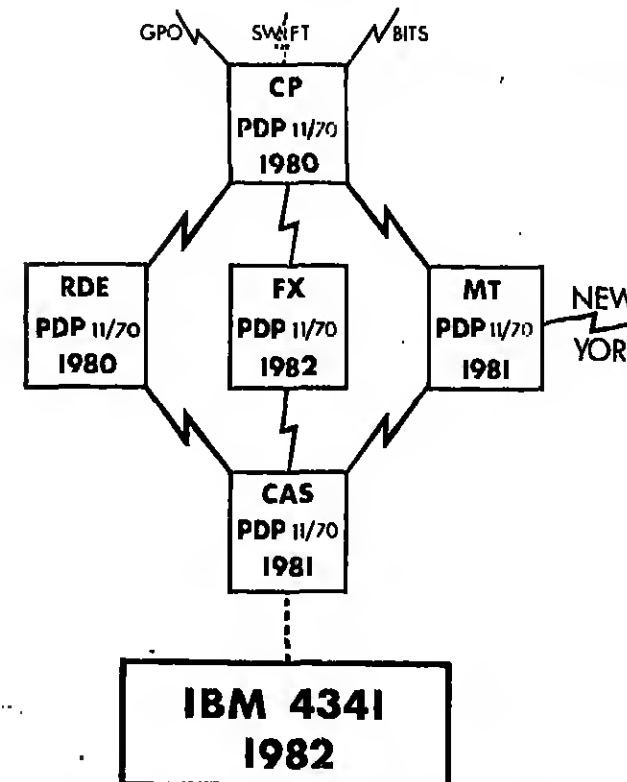 GPO SWIFT BITS
CP
PDP 11/70
1980
RDE
PDP 11/70
1980
FX
PDP 11/70
1982
MT
PDP 11/70
1981
NEW
YOR
CAS
PDP 11/70
1981
IBM 4341
1982